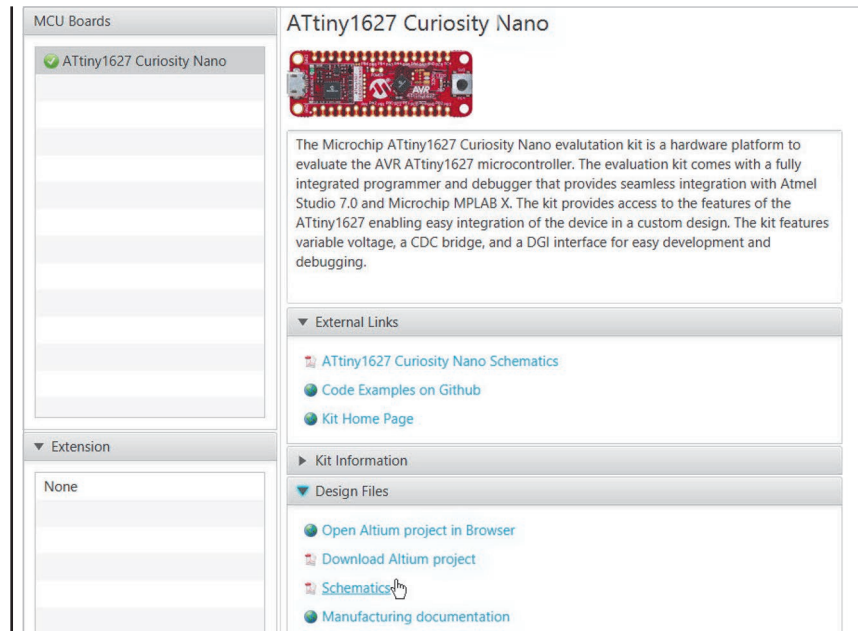 MCU Boards
ATtiny1627 Curiosity Nano
Extension
None
ATtiny1627 Curiosity Nano
The Microchip ATtiny1627 Curiosity Nano evalutation kit is a hardware platform to
evaluate the AVR ATtiny1627 microcontroller. The evaluation kit comes with a fully
integrated programmer and debugger that provides seamless integration with Atmel
Studio 7.0 and Microchip MPLAB X. The kit provides access to the features of the
ATtiny1627 enabling easy integration of the device in a custom design. The kit features
variable voltage, a CDC bridge, and a DGI interface for easy development and
debugging.
External Links
ATtiny1627 Curiosity Nano Schematics
Code Examples on Github
Kit Home Page
Kit Information
Design Files
Open Altium project in Browser
Download Altium project
Schematics
Manufacturing documentation